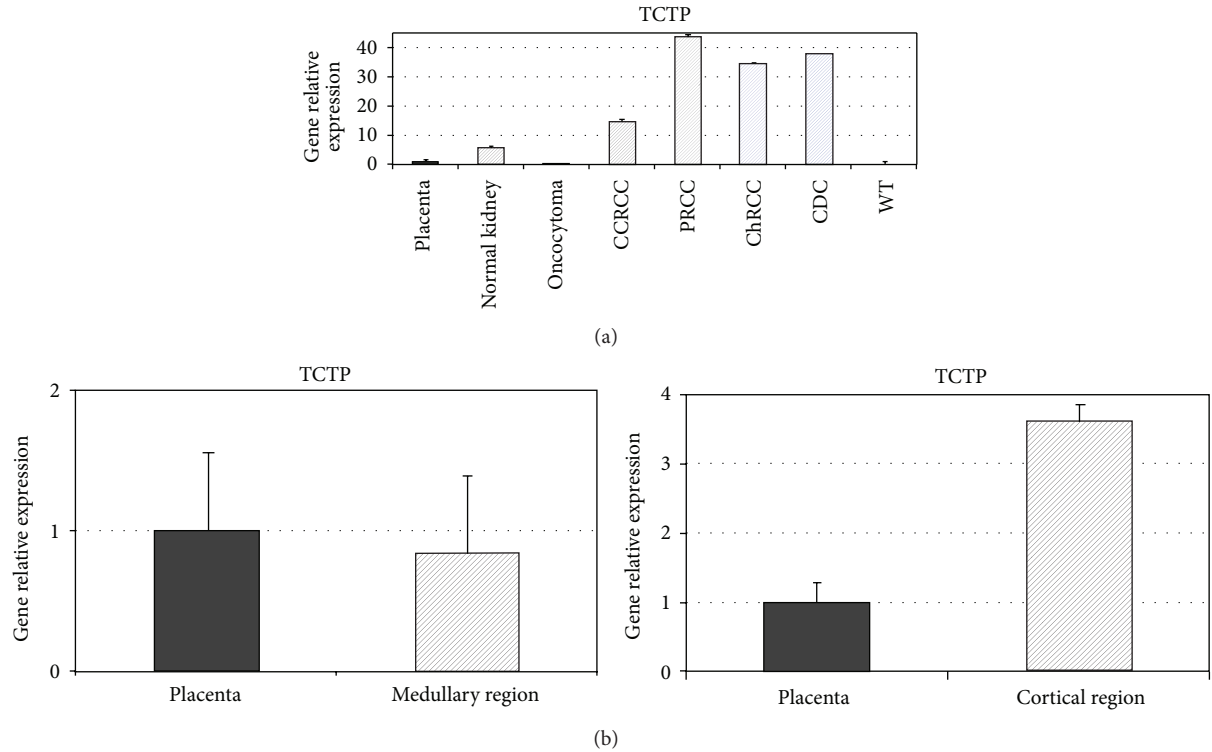 TCTP
Gene relative
expression
40
30
20
10
0
Placenta
Normal kidney
Oncocytoma
CCRCC
PRCC
ChRCC
CDC
WT
(a)
TCTP
Gene relative expression
2
1
0
Placenta
Medullary region
TCTP
Gene relative expression
4
3
2
1
0
Placenta
Cortical region
(b)